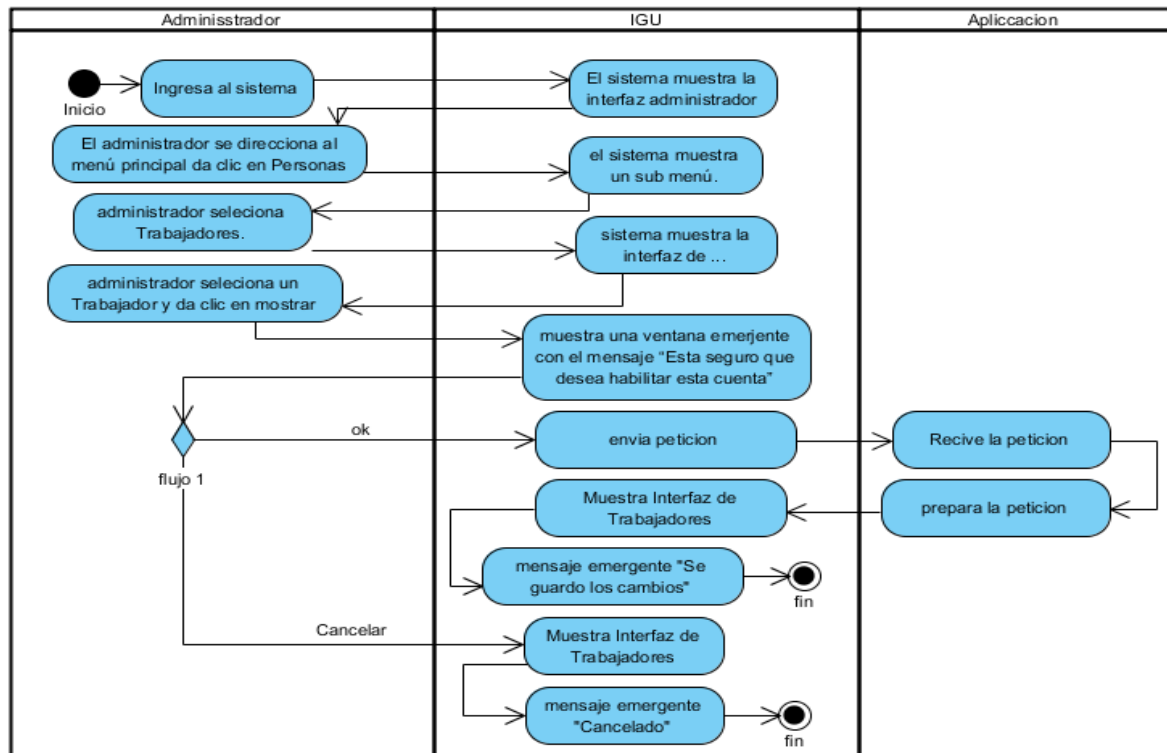 Adminisstrador
IGU
Apliccacion
Inicio
Ingresa al sistema
El sistema muestra la
interfaz administrador
El administrador se direcciona al
menú principal da clic en Personas
el sistema muestra
un sub menú.
administrador seleciona
Trabajadores.
sistema muestra la
interfaz de ...
administrador seleciona un
Trabajador y da clic en mostrar
muestra una ventana emerjente
con el mensaje "Esta seguro que
desea habilitar esta cuenta"
flujo 1
ok
envia peticion
Recive la peticion
prepara la peticion
Muestra Interfaz de
Trabajadores
mensaje emergente "Se
guardo los cambios"
fin
Cancelar
Muestra Interfaz de
Trabajadores
mensaje emergente
"Cancelado"
fin